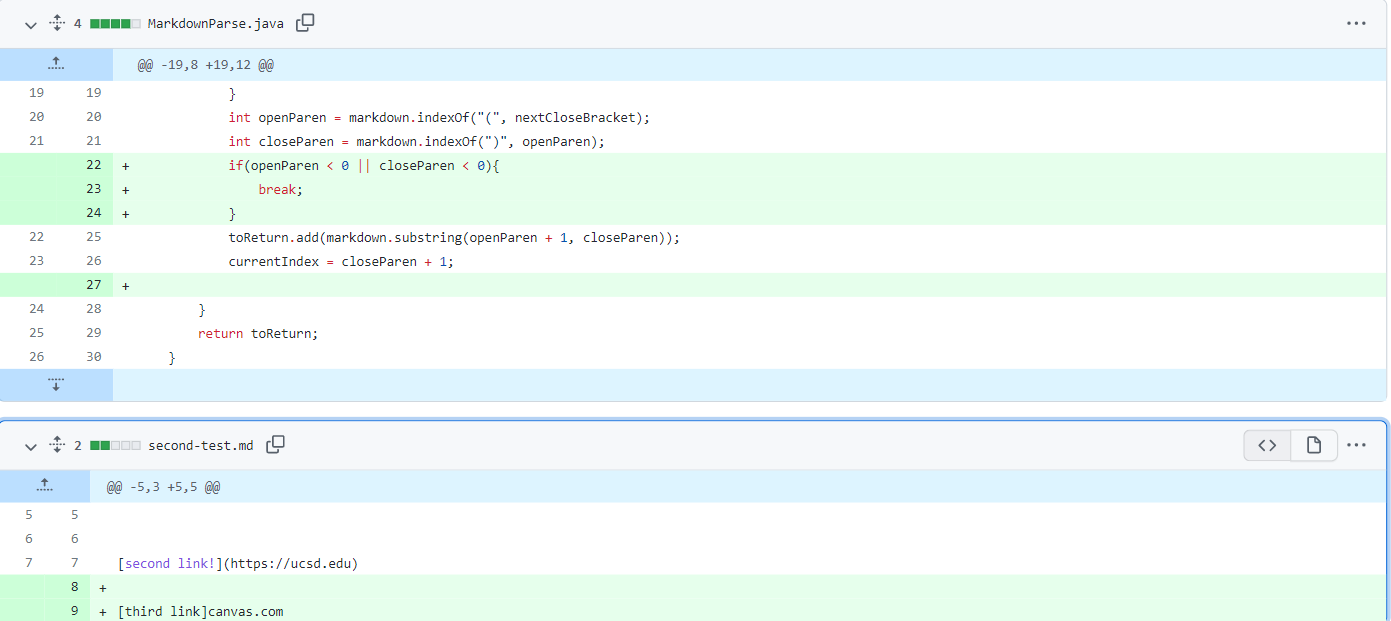 4 MarkdownParse.java
@@ -19,8 +19,12 @@
19 19 }
20 20 int openParen = markdown.indexOf("(", nextCloseBracket);
21 21 int closeParen = markdown.indexOf(")", openParen);
22 + if(openParen < 0 || closeParen < 0){
23 + break;
24 + }
22 25 toReturn.add(markdown.substring(openParen + 1, closeParen));
23 26 currentIndex = closeParen + 1;
27 +
24 28 }
25 29 return toReturn;
26 30 }
2 second-test.md
@@ -5,3 +5,5 @@
5 5
6 6
7 7 [second link!](https://ucsd.edu)
8 +
9 + [third link]canvas.com